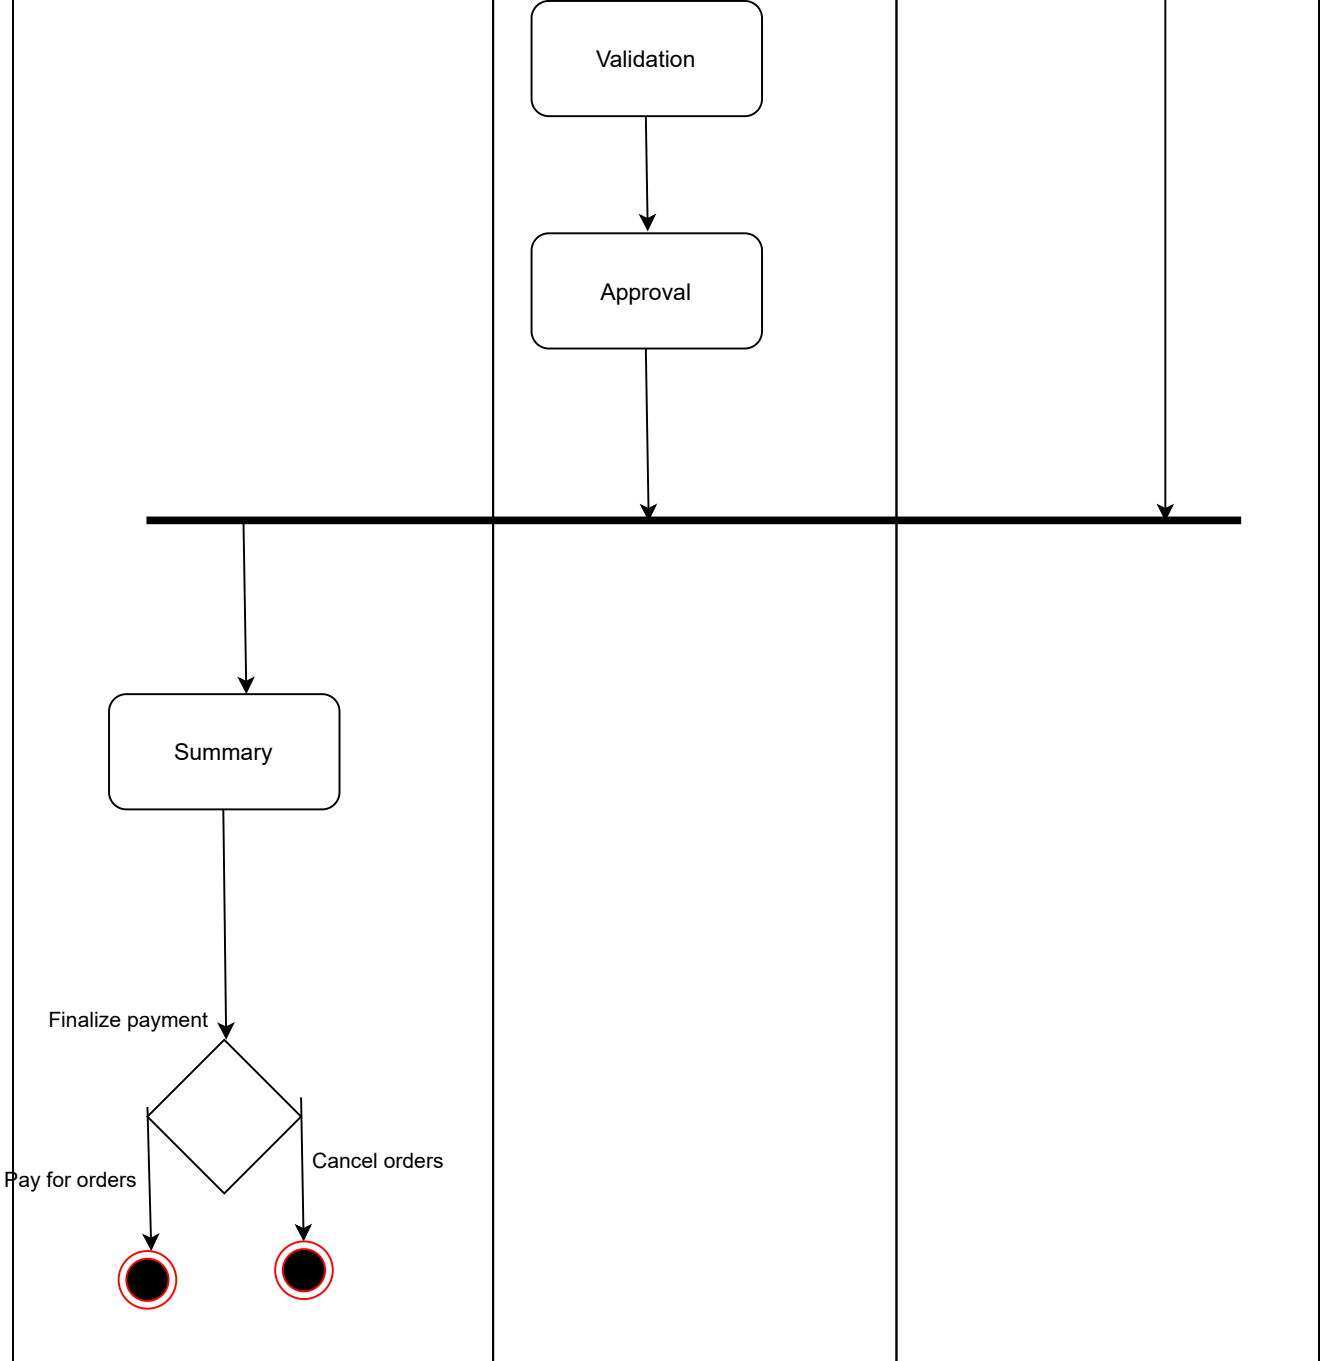 Validation
Approval
Summary
Finalize payment
Cancel orders
Pay for orders